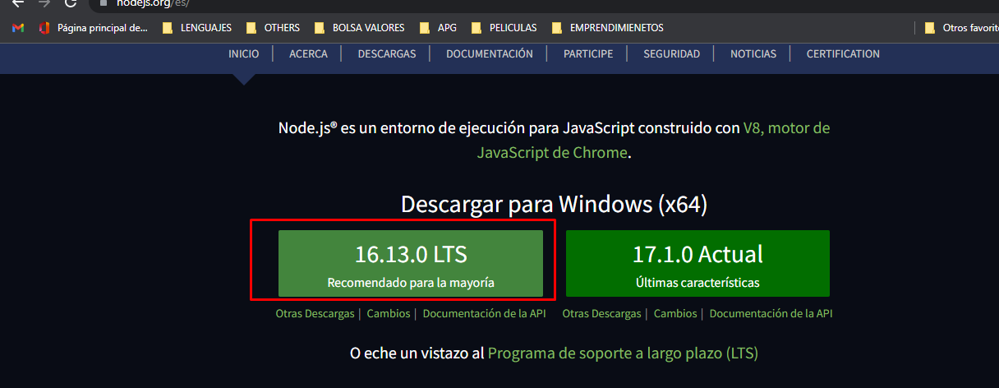 nodejs.org/es/
Página principal de... LENGUAJES OTHERS BOLSA VALORES APG PELICULAS EMPRENDIMIENETOS Otros favorit
INICIO | ACERCA | DESCARGAS | DOCUMENTACIÓN | PARTICIPE | SEGURIDAD | NOTICIAS | CERTIFICATION
Node.js® es un entorno de ejecución para JavaScript construido con V8, motor de
JavaScript de Chrome.
Descargar para Windows (x64)
16.13.0 LTS
Recomendado para la mayoría
17.1.0 Actual
Últimas características
Otras Descargas | Cambios | Documentación de la API
Otras Descargas | Cambios | Documentación de la API
O eche un vistazo al Programa de soporte a largo plazo (LTS)